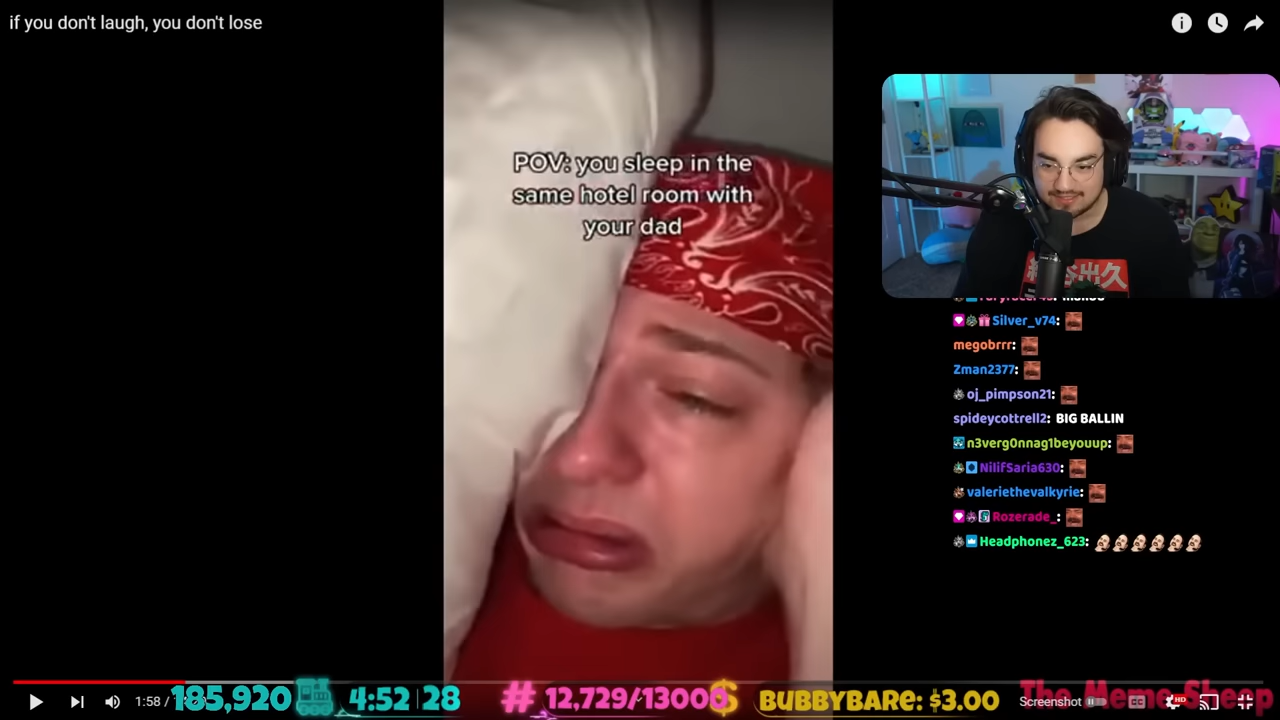 if you don't laugh, you don't lose
POV: you sleep in the
same hotel room with
your dad
Silver_v74:
megobrrr:
Zman2377:
oj_pimpson21:
spideycottrell2: BIG BALLIN
n3verg0nnag1beyouup:
NilifSaria630:
valeriethevalkyrie:
Rozerade_:
Headphonez_623:
1:58 /
185,920
4:52 | 28
# 12,729/13000
$ BUBBYBARE: $3.00
Screenshot
CC
HD
The Meme Sheep